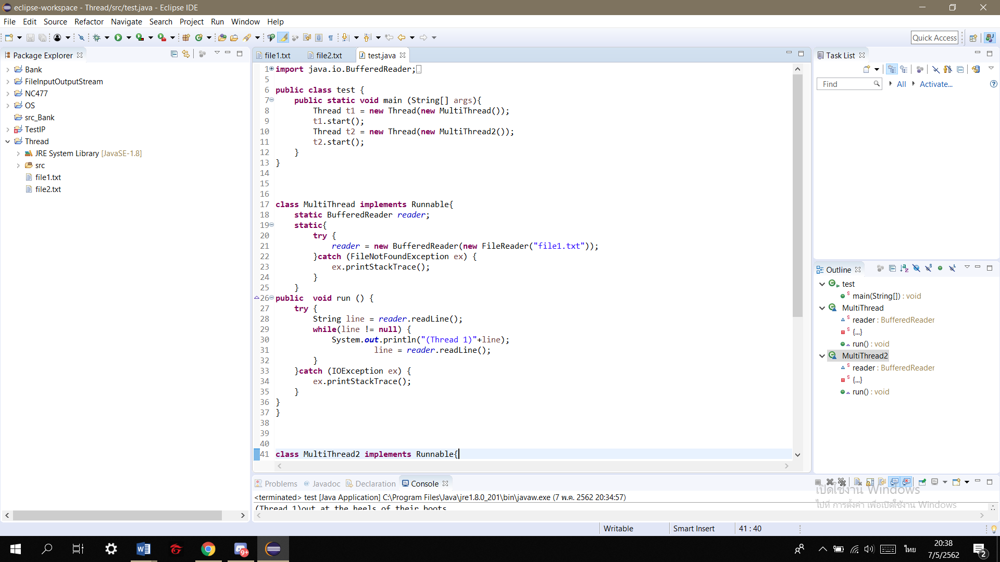 eclipse-workspace - Thread/src/test.java - Eclipse IDE
File Edit Source Refactor Navigate Search Project Run Window Help
Quick Access
Package Explorer
Bank
FileInputOutputStream
NC477
OS
src_Bank
TestIP
Thread
JRE System Library [JavaSE-1.8]
src
file1.txt
file2.txt
file1.txt file2.txt test.java
1 import java.io.BufferedReader;
5
6 public class test {
7 public static void main (String[] args){
8 Thread t1 = new Thread(new MultiThread());
9 t1.start();
10 Thread t2 = new Thread(new MultiThread2());
11 t2.start();
12 }
13 }
14
15
16
17 class MultiThread implements Runnable{
18 static BufferedReader reader;
19 static{
20 try {
21 reader = new BufferedReader(new FileReader("file1.txt"));
22 }catch (FileNotFoundException ex) {
23 ex.printStackTrace();
24 }
25 }
26 public void run () {
27 try {
28 String line = reader.readLine();
29 while(line != null) {
30 System.out.println("(Thread 1)"+line);
31 line = reader.readLine();
32 }
33 }catch (IOException ex) {
34 ex.printStackTrace();
35 }
36 }
37 }
38
39
40
41 class MultiThread2 implements Runnable{
Problems @ Javadoc Declaration Console
<terminated> test [Java Application] C:\Program Files\Java\jre1.8.0_201\bin\javaw.exe (7 พ.ค. 2562 20:34:57)
(Thread 1)out at the heels of their boots
Task List
Find All Activate...
Outline
test
main(String[]) : void
MultiThread
reader : BufferedReader
{...}
run() : void
MultiThread2
reader : BufferedReader
{...}
run() : void
เปิดใช้งาน Windows
ไปที่ การตั้งค่า เพื่อเปิดใช้งาน Windows
Writable Smart Insert 41 : 40
9+
ไทย
20:38
7/5/2562
2